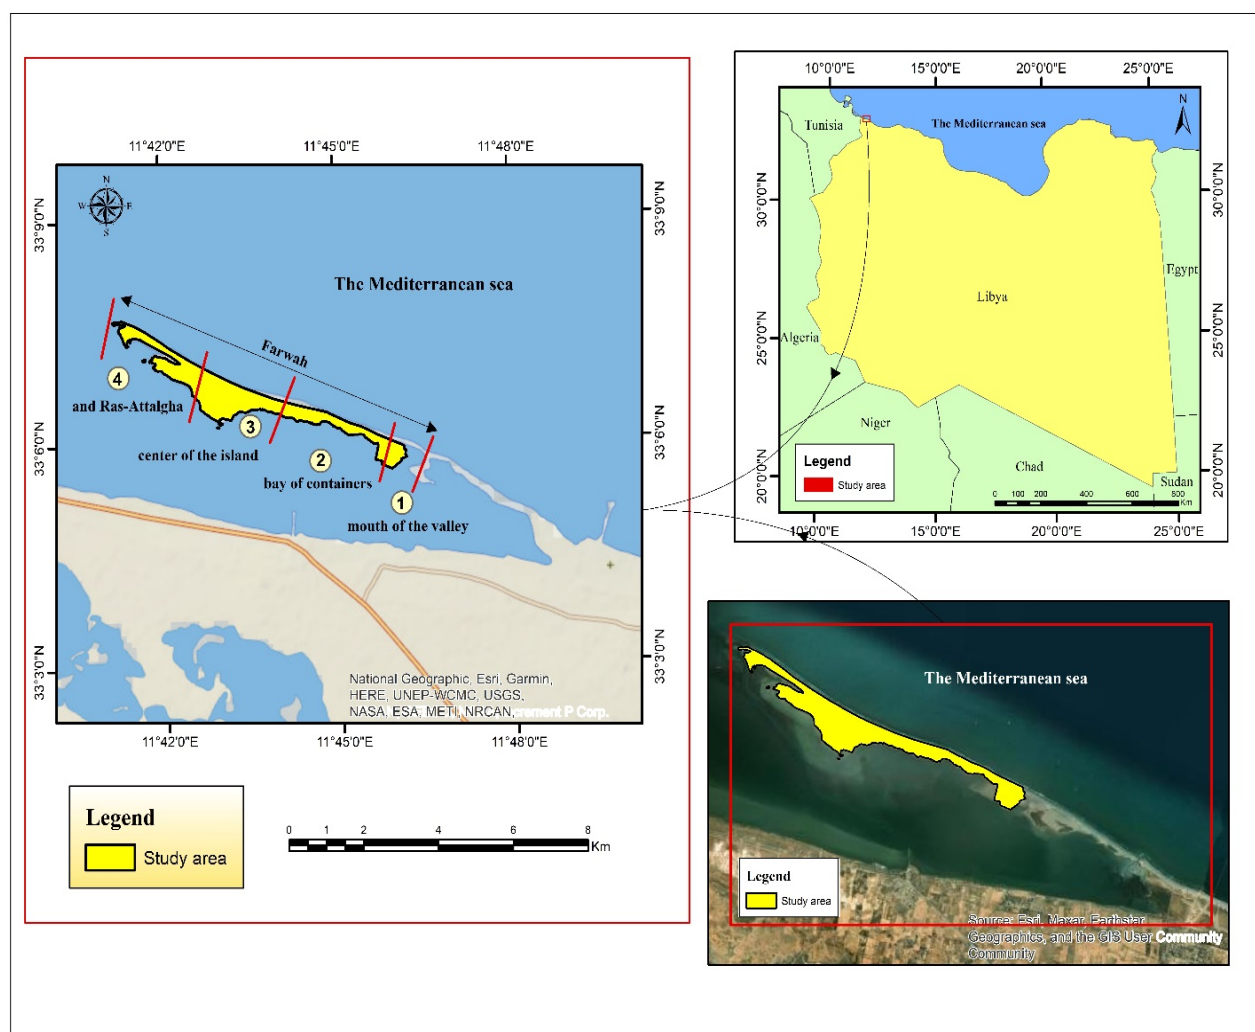 11°42'0"E
11°45'0"E
11°48'0"E
33°9'0"N
33°9'0"N
N
W
E
S
The Mediterranean sea
Farwah
4
and Ras-Attalgha
3
center of the island
2
bay of containers
1
mouth of the valley
33°6'0"N
33°6'0"N
33°3'0"N
33°3'0"N
National Geographic, Esri, Garmin,
HERE, UNEP-WCMC, USGS,
NASA, ESA, METI, NRCAN,
crement P Corp.
11°42'0"E
11°45'0"E
11°48'0"E
Legend
Study area
0 1 2 4 6 8
Km
10°0'0"E
15°0'0"E
20°0'0"E
25°0'0"E
N
Tunisia
The Mediterranean sea
30°0'0"N
30°0'0"N
Egypt
Libya
Algeria
25°0'0"N
25°0'0"N
Niger
Chad
Sudan
Legend
Study area
20°0'0"N
20°0'0"N
0 100 200 400 600 800
Km
10°0'0"E
15°0'0"E
20°0'0"E
25°0'0"E
The Mediterranean sea
Legend
Study area
Source: Esri, Maxar, Earthstar
Geographics, and the GIS User Community
Community